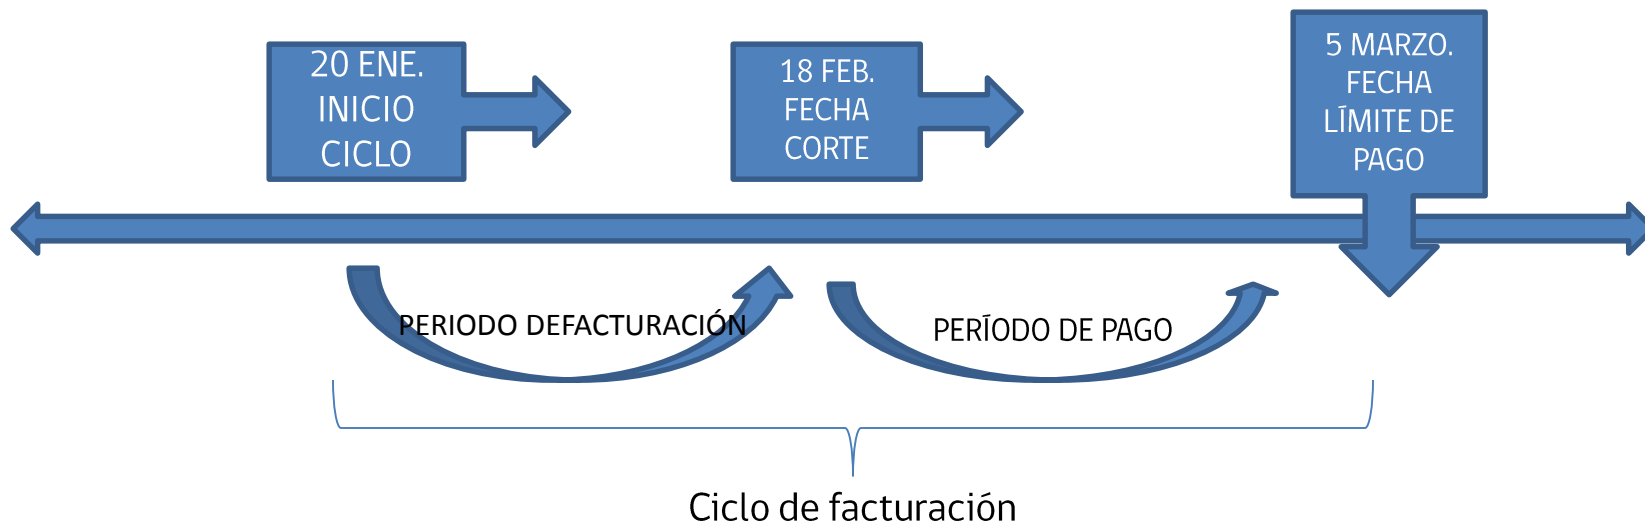 20 ENE.
INICIO
CICLO
18 FEB.
FECHA
CORTE
5 MARZO.
FECHA
LÍMITE DE
PAGO
PERIODO DEFACTURACIÓN
PERÍODO DE PAGO
Ciclo de facturación